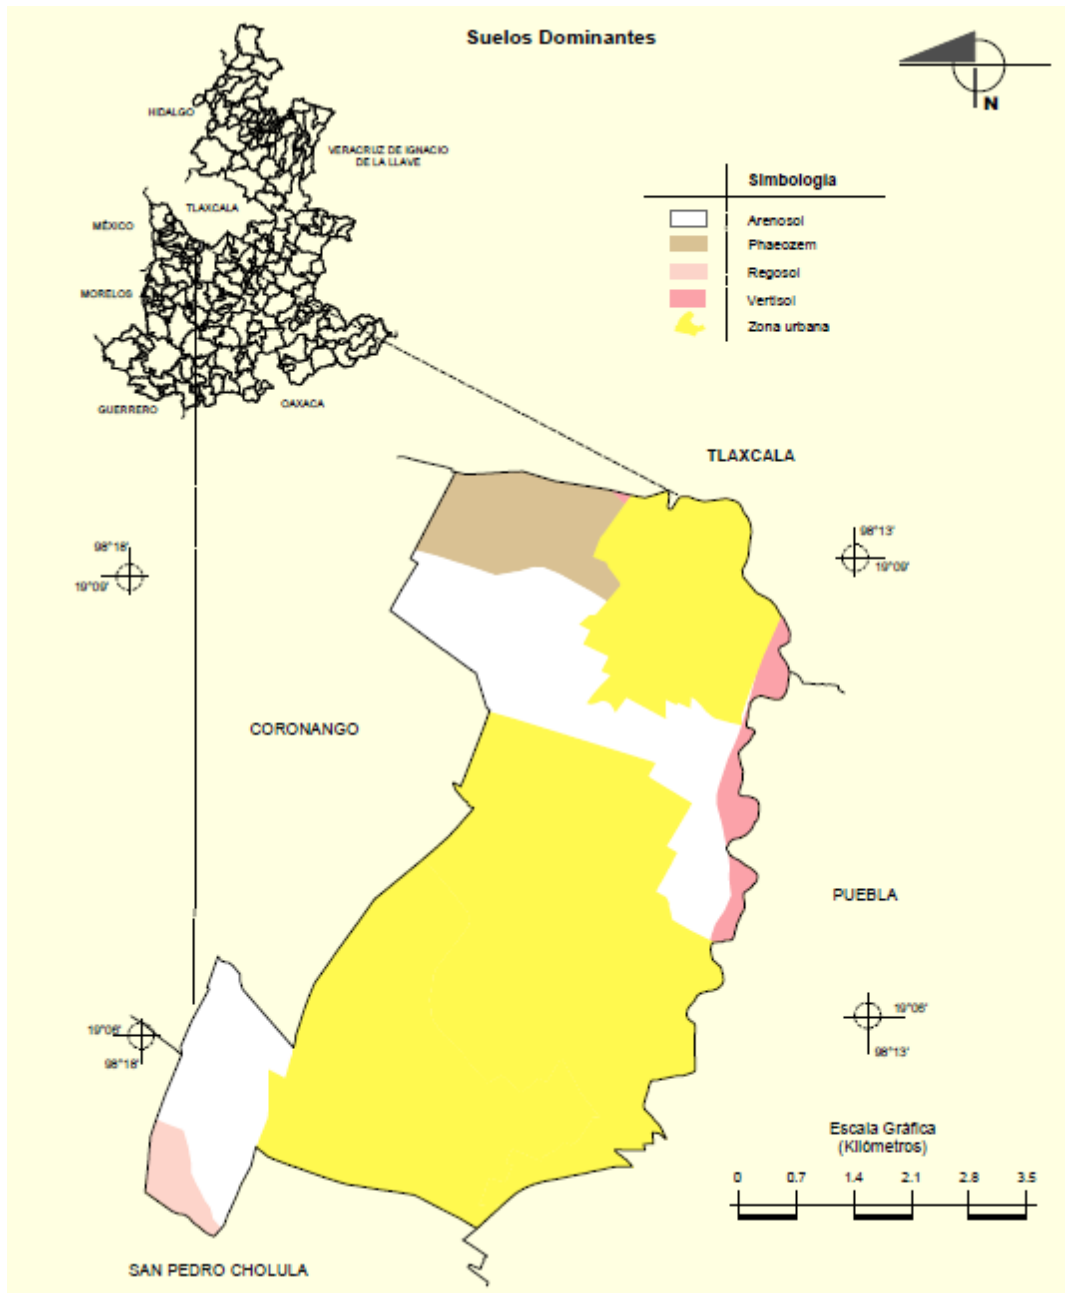 Suelos Dominantes
N
HIDALGO
VERACRUZ DE IGNACIO
DE LA LLAVE
TLAXCALA
MÉXICO
MORELOS
GUERRERO
OAXACA
Simbología
Arenosol
Phaeozem
Regosol
Vertisol
Zona urbana
TLAXCALA
98°18'
19°09'
98°13'
19°09'
CORONANGO
PUEBLA
19°06'
98°18'
19°06'
98°13'
Escala Gráfica
(Kilómetros)
0 0.7 1.4 2.1 2.8 3.5
SAN PEDRO CHOLULA